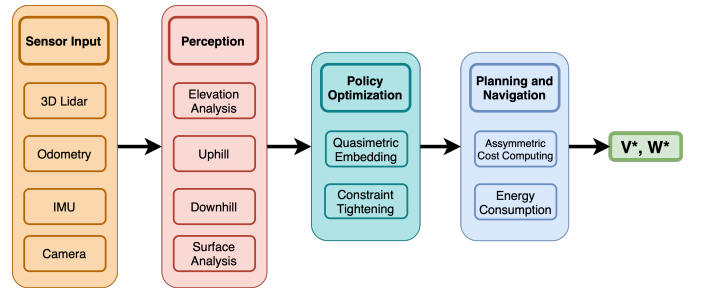 Sensor Input
3D Lidar
Odometry
IMU
Camera
Perception
Elevation
Analysis
Uphill
Downhill
Surface
Analysis
Policy
Optimization
Quasimetric
Embedding
Constraint
Tightening
Planning and
Navigation
Assymmetric
Cost Computing
Energy
Consumption
V*, W*